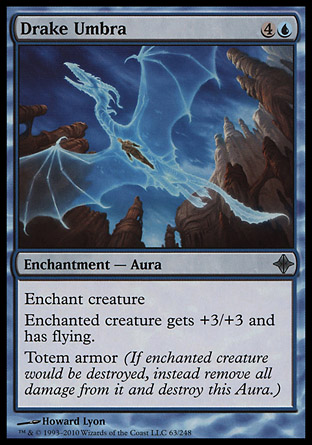 Drake Umbra 4
Enchantment — Aura
Enchant creature
Enchanted creature gets +3/+3 and
has flying.
Totem armor (If enchanted creature
would be destroyed, instead remove all
damage from it and destroy this Aura.)
Howard Lyon
™ & © 1993-2010 Wizards of the Coast LLC 63/248